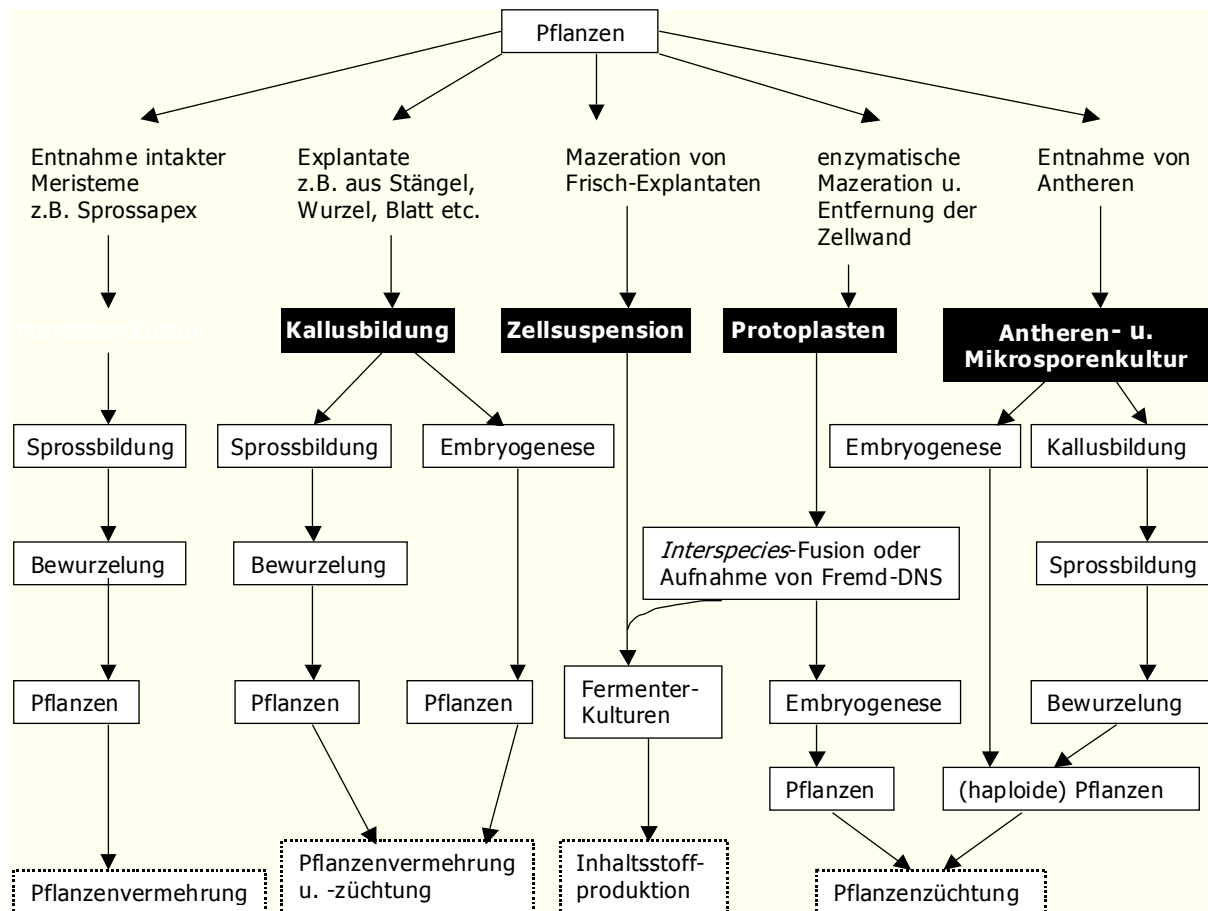 Pflanzen
Entnahme intakter
Meristeme
z.B. Sprossapex
Explantate
z.B. aus Stängel,
Wurzel, Blatt etc.
Mazeration von
Frisch-Explantaten
enzymatische
Mazeration u.
Entfernung der
Zellwand
Entnahme von
Antheren
Kallusbildung
Zellsuspension
Protoplasten
Antheren- u.
Mikrosporenkultur
Sprossbildung
Sprossbildung
Embryogenese
Embryogenese
Kallusbildung
Bewurzelung
Bewurzelung
Interspecies-Fusion oder
Aufnahme von Fremd-DNS
Sprossbildung
Pflanzen
Pflanzen
Pflanzen
Fermenter-
Kulturen
Embryogenese
Bewurzelung
Pflanzen
(haploide) Pflanzen
Pflanzenvermehrung
Pflanzenvermehrung
u. -züchtung
Inhaltsstoff-
produktion
Pflanzenzüchtung